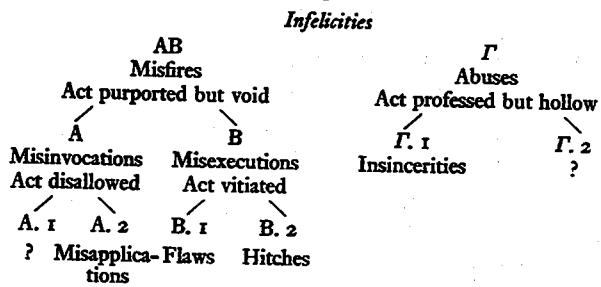 Infelicities
AB
Misfires
Act purported but void
Γ
Abuses
Act professed but hollow
A
Misinvocations
Act disallowed
B
Misexecutions
Act vitiated
Γ. 1
Insincerities
Γ. 2
?
A. 1
?
A. 2
Misapplica-
tions
B. 1
Flaws
B. 2
Hitches